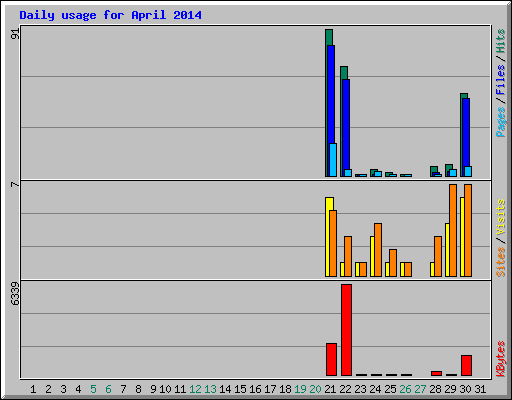 Daily usage for April 2014
91
Pages / Files / Hits
7
Sites / Visits
6339
KBytes
1 2 3 4 5 6 7 8 9 10 11 12 13 14 15 16 17 18 19 20 21 22 23 24 25 26 27 28 29 30 31